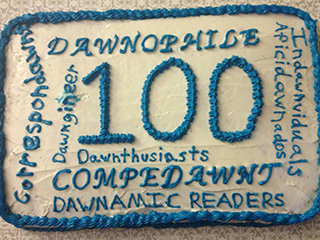 DAWNOPHILE
Correspondawnt
Dawngineer
100
Indawnviduals
Aficidawnados
Dawnthusiasts
COMPEDAWNT
DAWNAMIC READERS